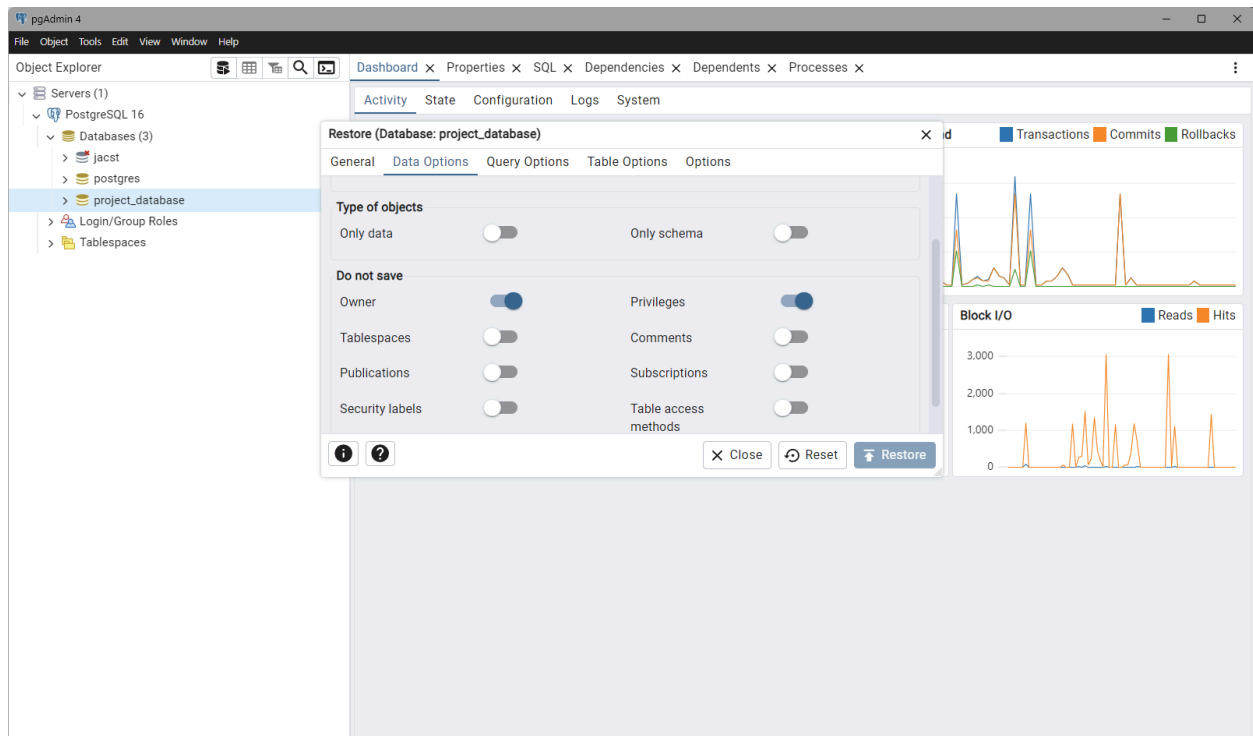 pgAdmin 4
File Object Tools Edit View Window Help
Object Explorer
Dashboard Properties SQL Dependencies Dependents Processes
Servers (1)
PostgreSQL 16
Databases (3)
jacst
postgres
project_database
Login/Group Roles
Tablespaces
Activity State Configuration Logs System
Restore (Database: project_database)
General Data Options Query Options Table Options Options
Type of objects
Only data Only schema
Do not save
Owner Privileges
Tablespaces Comments
Publications Subscriptions
Security labels Table access
methods
Close Reset Restore
Transactions Commits Rollbacks
Block I/O Reads Hits
3,000
2,000
1,000
0